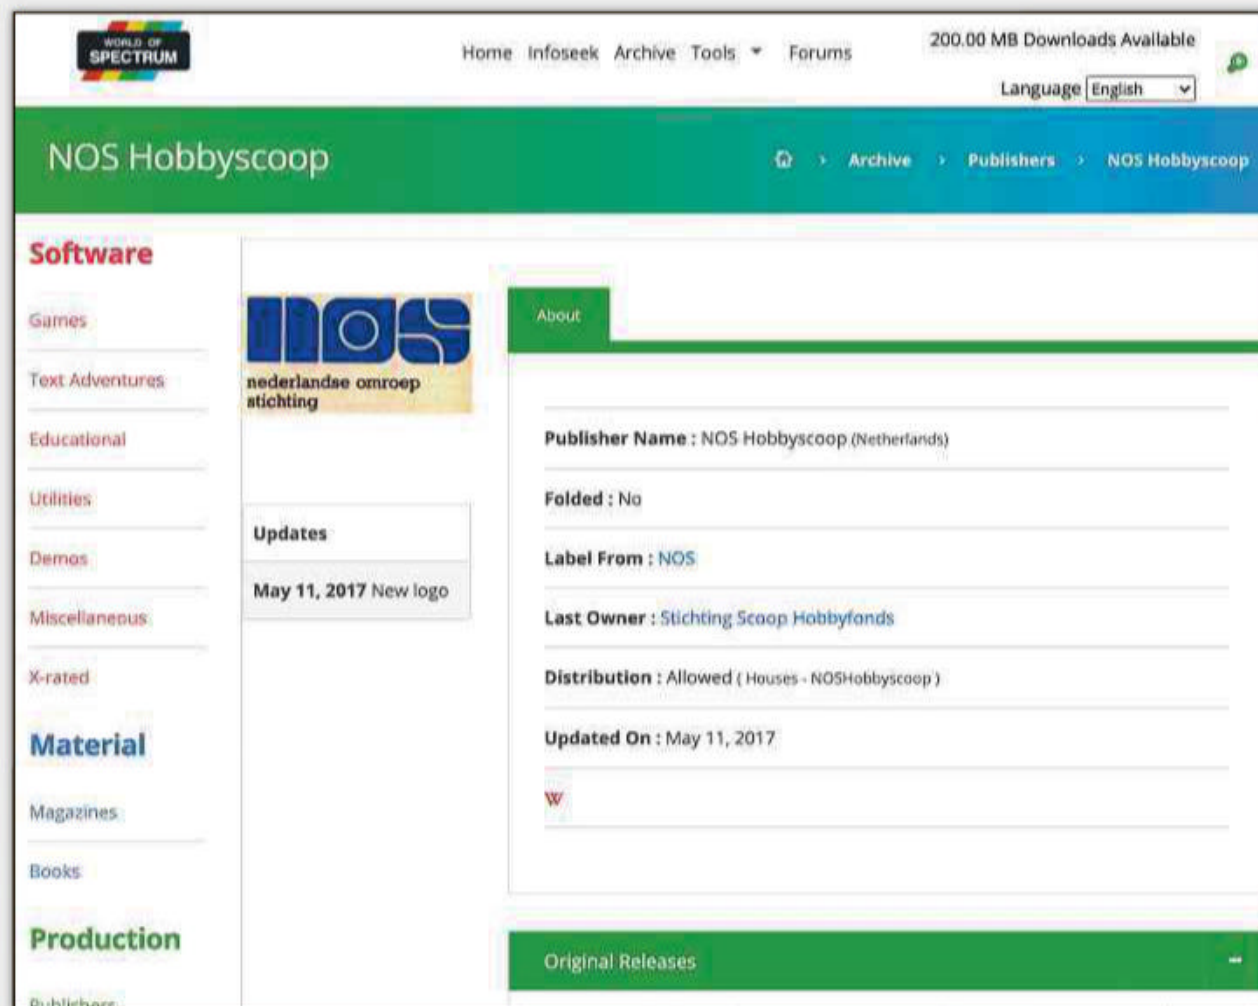 WORLD OF
SPECTRUM
Home Infoseek Archive Tools Forums
200.00 MB Downloads Available
Language English
NOS Hobbyscoop
Archive > Publishers > NOS Hobbyscoop
Software
Games
Text Adventures
Educational
Utilities
Demos
Miscellaneous
X-rated
Material
Magazines
Books
Production
Publishers
nos
nederlandse omroep
stichting
Updates
May 11, 2017 New logo
About
Publisher Name : NOS Hobbyscoop (Netherlands)
Folded : No
Label From : NOS
Last Owner : Stichting Scoop Hobbyfonds
Distribution : Allowed ( Houses - NOSHobbyscoop )
Updated On : May 11, 2017
W
Original Releases